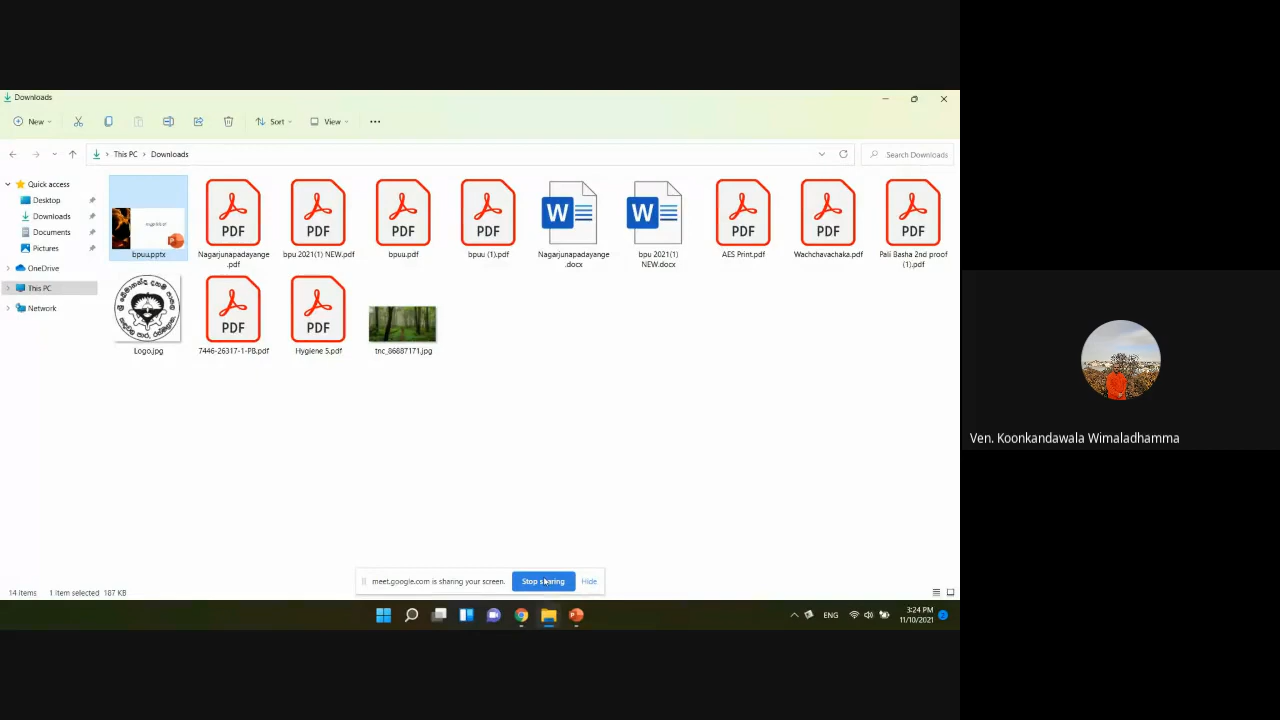 Downloads
New
Sort
View
This PC
Downloads
Search Downloads
Quick access
Desktop
Downloads
Documents
Pictures
OneDrive
This PC
Network
bpuu.pptx
Nagarjunapadayange
.pdf
bpu 2021(1) NEW.pdf
bpuu.pdf
bpuu (1).pdf
Nagarjunapadayange
.docx
bpu 2021(1)
NEW.docx
AES Print.pdf
Wachchavachaka.pdf
Pali Basha 2nd proof
(1).pdf
PDF
PDF
PDF
PDF
W
W
PDF
PDF
PDF
Logo.jpg
7446-26317-1-PB.pdf
Hygiene 5.pdf
tnc_86887171.jpg
PDF
PDF
meet.google.com is sharing your screen.
Stop sharing
Hide
14 items
1 item selected
187 KB
ENG
3:24 PM
11/10/2021
2
Ven. Koonkandawala Wimaladhamma